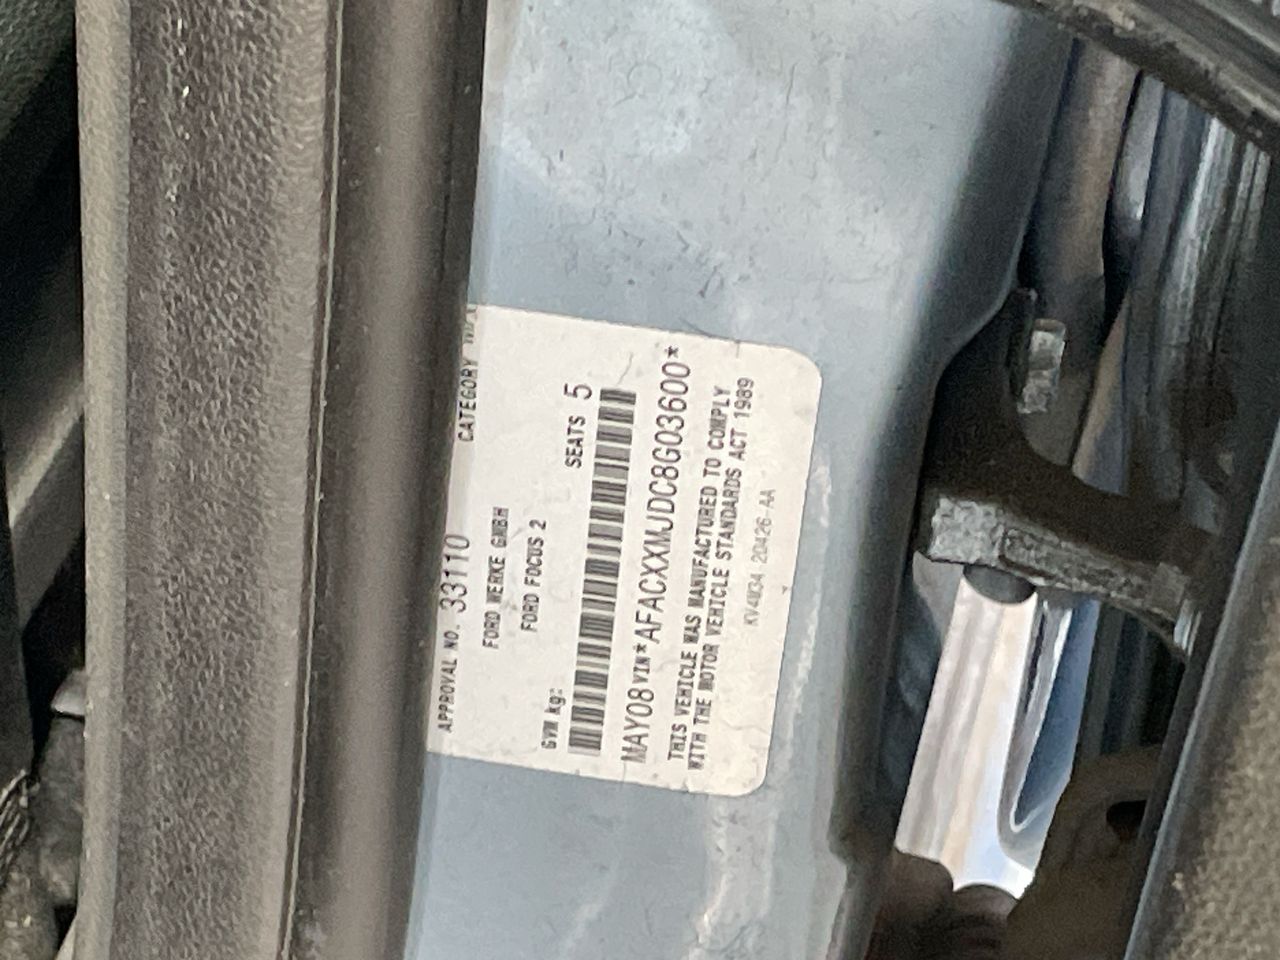 APPROVAL NO. 33110 CATEGORY
FORD WERKE GMBH
FORD FOCUS 2
GVM kg: SEATS 5
MAY08 VIN*AFACXXMJDC8G03600*
THIS VEHICLE WAS MANUFACTURED TO COMPLY
WITH THE MOTOR VEHICLE STANDARDS ACT 1989
20426-AA